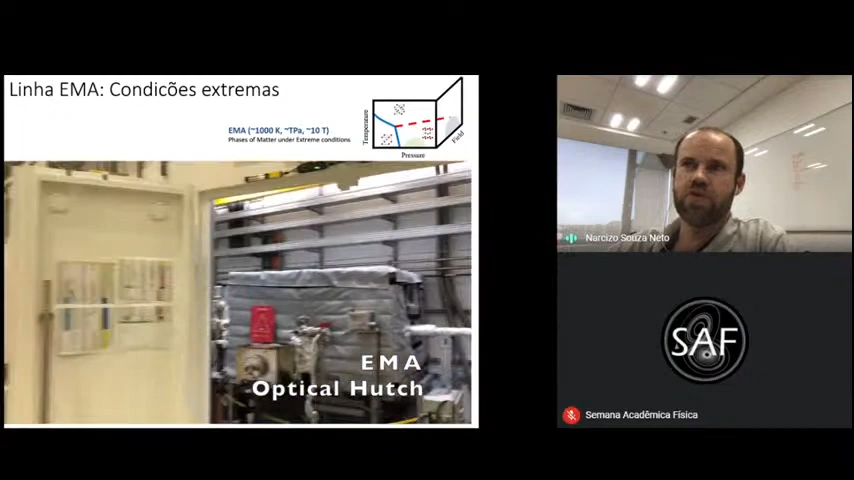 Linha EMA: Condicões extremas
EMA (~1000 K, ~TPa, ~10 T)
Phases of Matter under Extreme conditions
Temperature
Pressure
Field
EMA
Optical Hutch
Narcizo Souza Neto
SAF
Semana Acadêmica Física